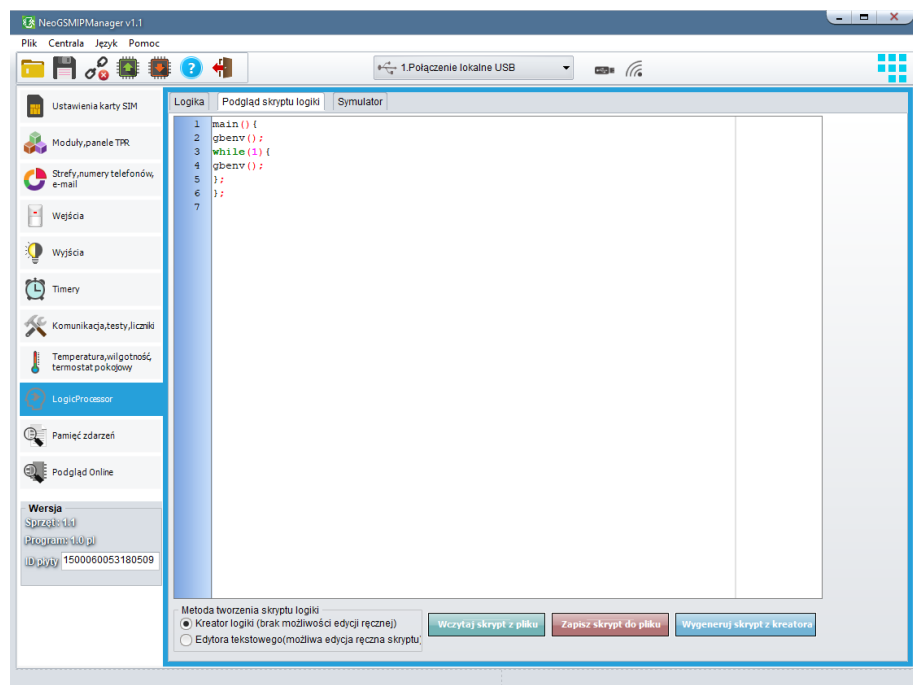 NeoGSMIPManager v1.1
Plik Centrala Język Pomoc
1.Połączenie lokalne USB
Ustawienia karty SIM
Moduły,panele TPR
Strefy,numery telefonów,
e-mail
Wejścia
Wyjścia
Timery
Komunikacja,testy,liczniki
Temperatura,wilgotność,
termostat pokojowy
LogicProcessor
Pamięć zdarzeń
Podgląd Online
Wersja
Sprzęt: 1.1
Program: 1.0 pl
ID płyty 1500060053180509
Logika Podgląd skryptu logiki Symulator
1 main(){
2 gbenv();
3 while(1){
4 gbenv();
5 };
6 };
7
Metoda tworzenia skryptu logiki
Kreator logiki (brak możliwości edycji ręcznej)
Edytora tekstowego(możliwa edycja ręczna skryptu)
Wczytaj skrypt z pliku Zapisz skrypt do pliku Wygeneruj skrypt z kreatora